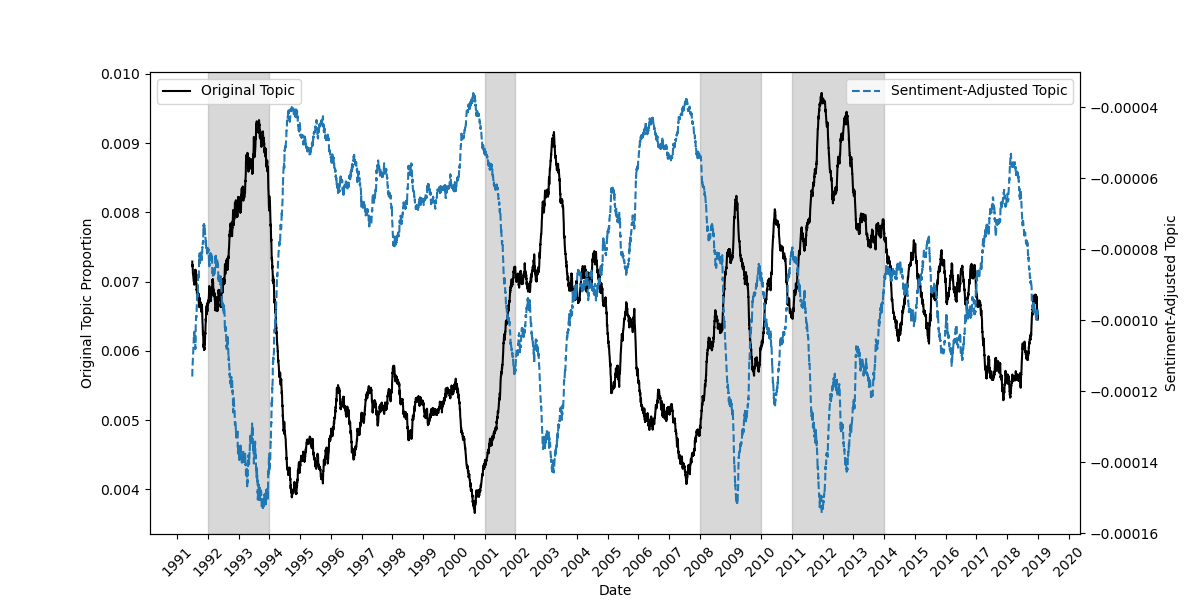 Original Topic
Sentiment-Adjusted Topic
0.010
0.009
0.008
0.007
0.006
0.005
0.004
Original Topic Proportion
−0.00004
−0.00006
−0.00008
−0.00010
−0.00012
−0.00014
−0.00016
Sentiment-Adjusted Topic
1991 1992 1993 1994 1995 1996 1997 1998 1999 2000 2001 2002 2003 2004 2005 2006 2007 2008 2009 2010 2011 2012 2013 2014 2015 2016 2017 2018 2019 2020
Date